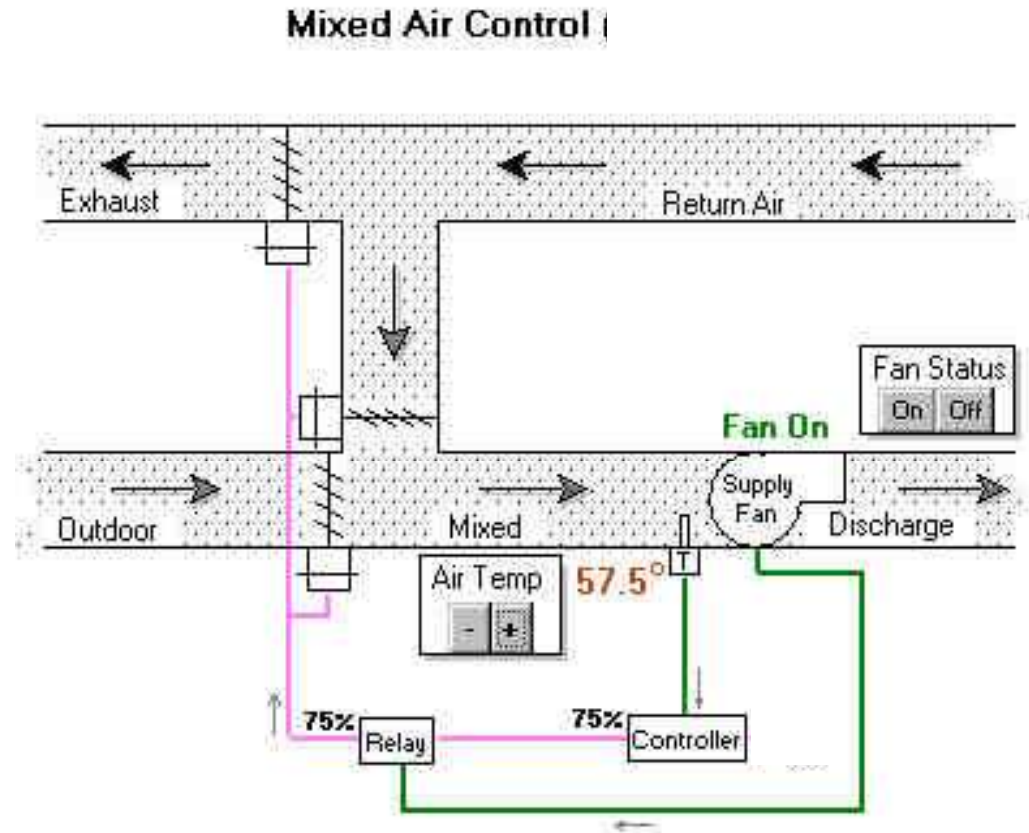 Mixed Air Control
Exhaust
Return Air
Fan Status
On Off
Fan On
Supply
Fan
Outdoor
Mixed
Discharge
Air Temp
- +
57.5°
T
75%
Relay
75%
Controller